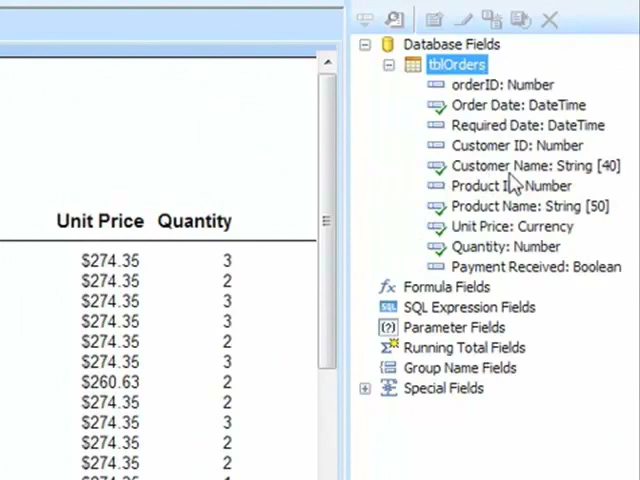 Database Fields
tblOrders
orderID: Number
Order Date: DateTime
Required Date: DateTime
Customer ID: Number
Customer Name: String [40]
Product ID: Number
Product Name: String [50]
Unit Price: Currency
Quantity: Number
Payment Received: Boolean
Formula Fields
SQL Expression Fields
Parameter Fields
Running Total Fields
Group Name Fields
Special Fields
Unit Price Quantity
$274.35 3
$274.35 2
$274.35 3
$274.35 3
$274.35 2
$274.35 3
$260.63 2
$274.35 2
$274.35 3
$274.35 2
$274.35 2